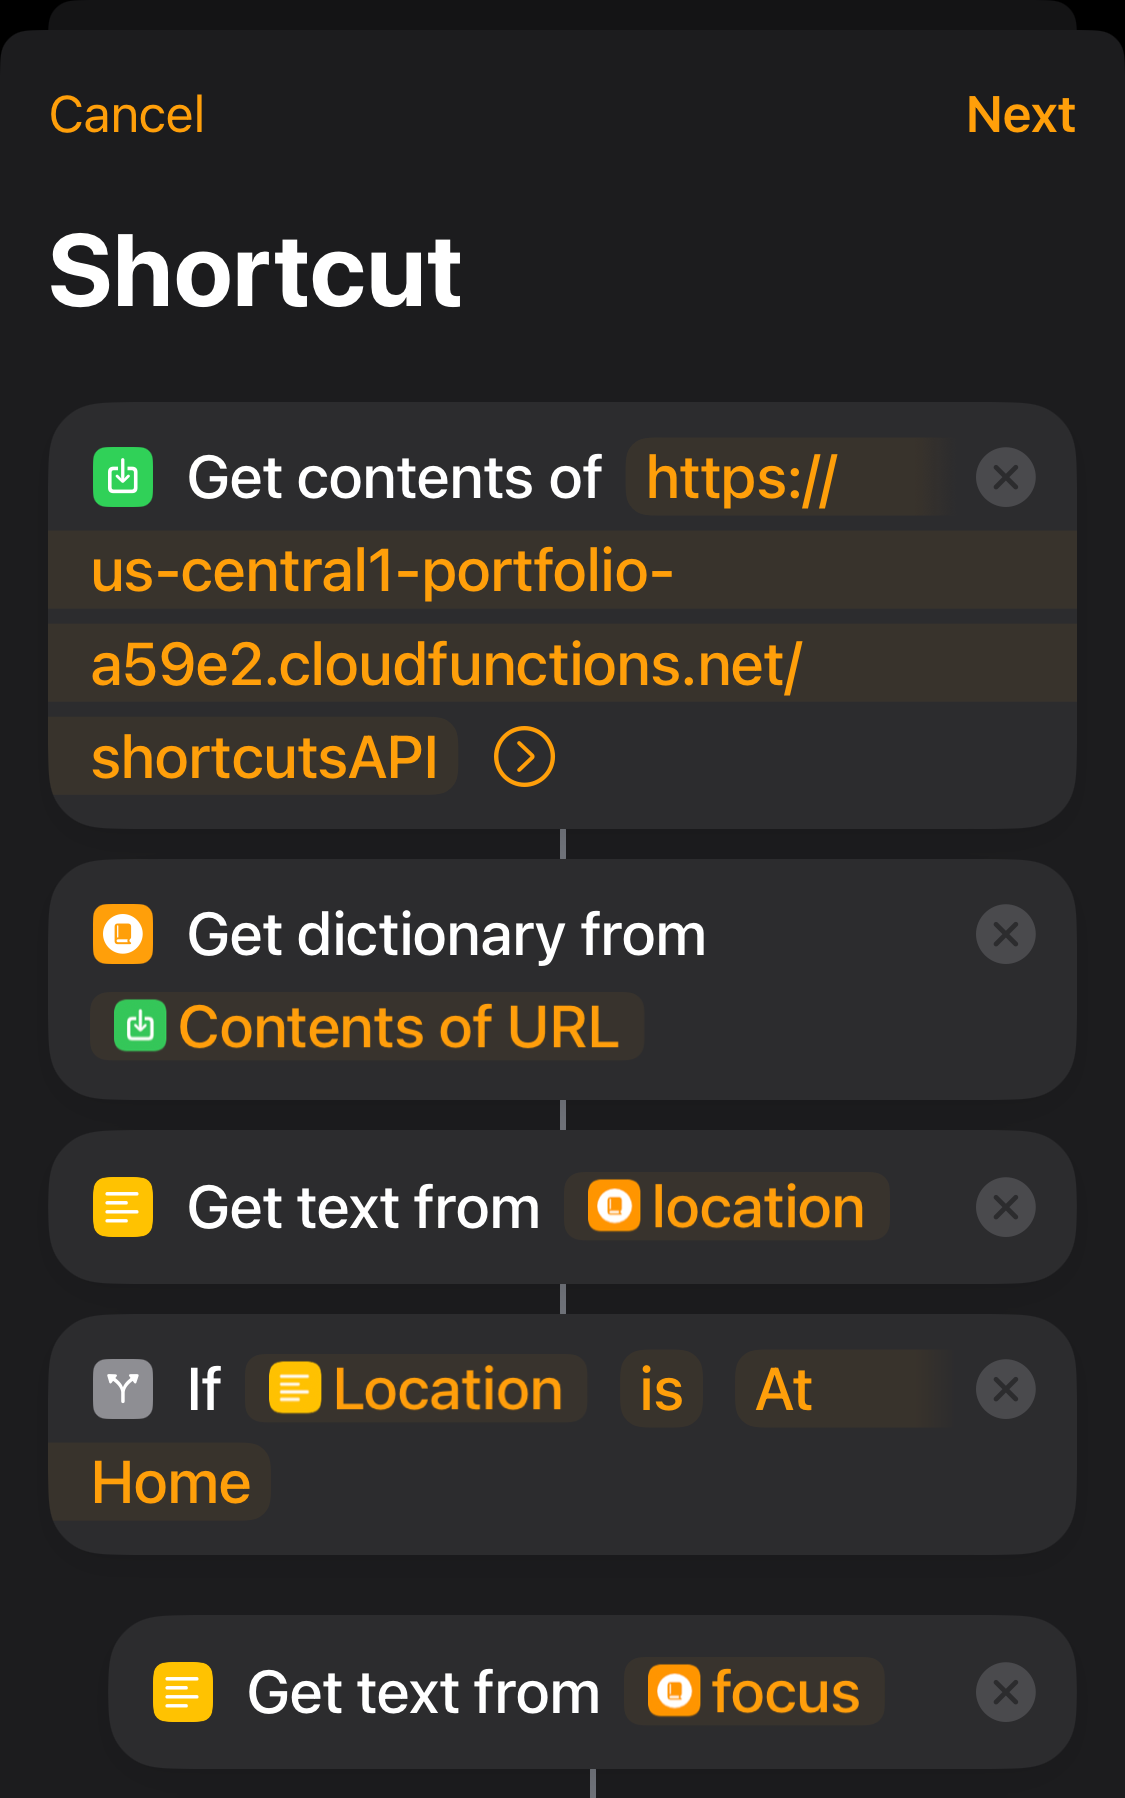 Cancel Next
Shortcut
Get contents of https://
us-central1-portfolio-
a59e2.cloudfunctions.net/
shortcutsAPI
Get dictionary from
Contents of URL
Get text from location
If Location is At
Home
Get text from focus